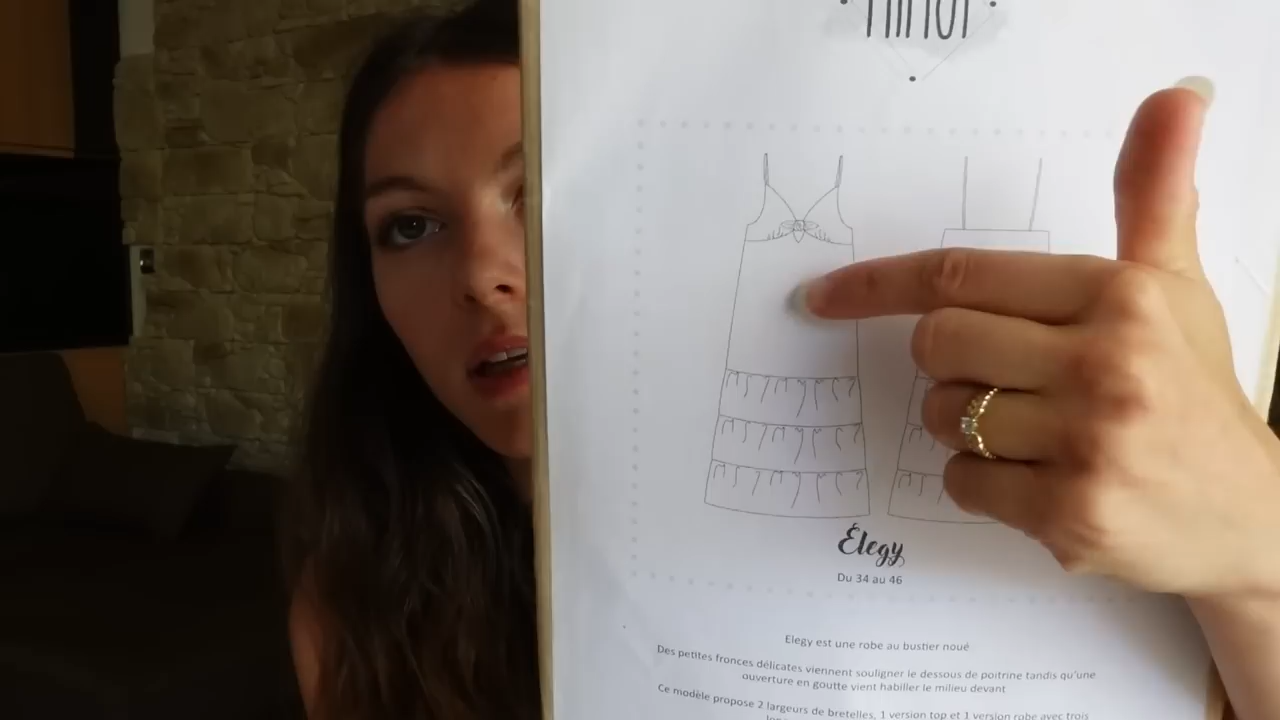 Elegy
Du 34 au 46
Elegy est une robe au bustier noué
Des petites fronces délicates viennent souligner le dessous de poitrine tandis qu'une
ouverture en goutte vient habiller le milieu devant
Ce modèle propose 2 largeurs de bretelles, 1 version top et 1 version robe avec trois